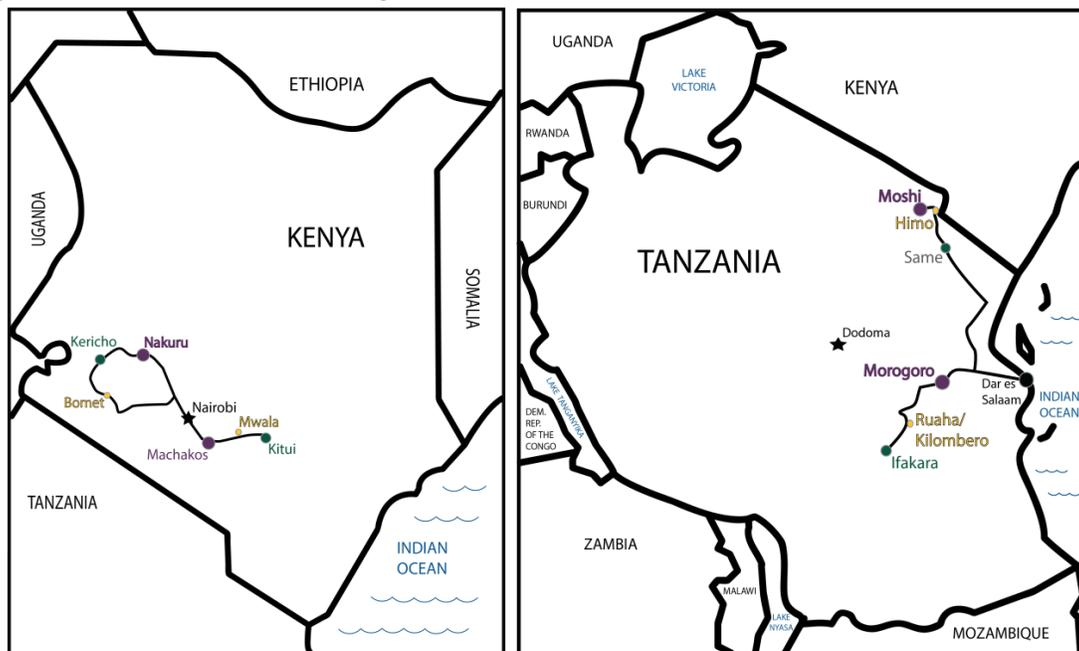 ETHIOPIA
UGANDA
KENYA
SOMALIA
Kericho
Nakuru
Bomet
Nairobi
Mwala
Machakos
Kitui
TANZANIA
INDIAN
OCEAN
UGANDA
LAKE
VICTORIA
KENYA
RWANDA
BURUNDI
Moshi
Himo
Same
TANZANIA
Dodoma
Morogoro
Dar es
Salaam
INDIAN
OCEAN
LAKE TANGANYIKA
DEM.
REP.
OF THE
CONGO
Ruaha/
Kilombero
Ifakara
ZAMBIA
MALAWI
LAKE
NYASA
MOZAMBIQUE